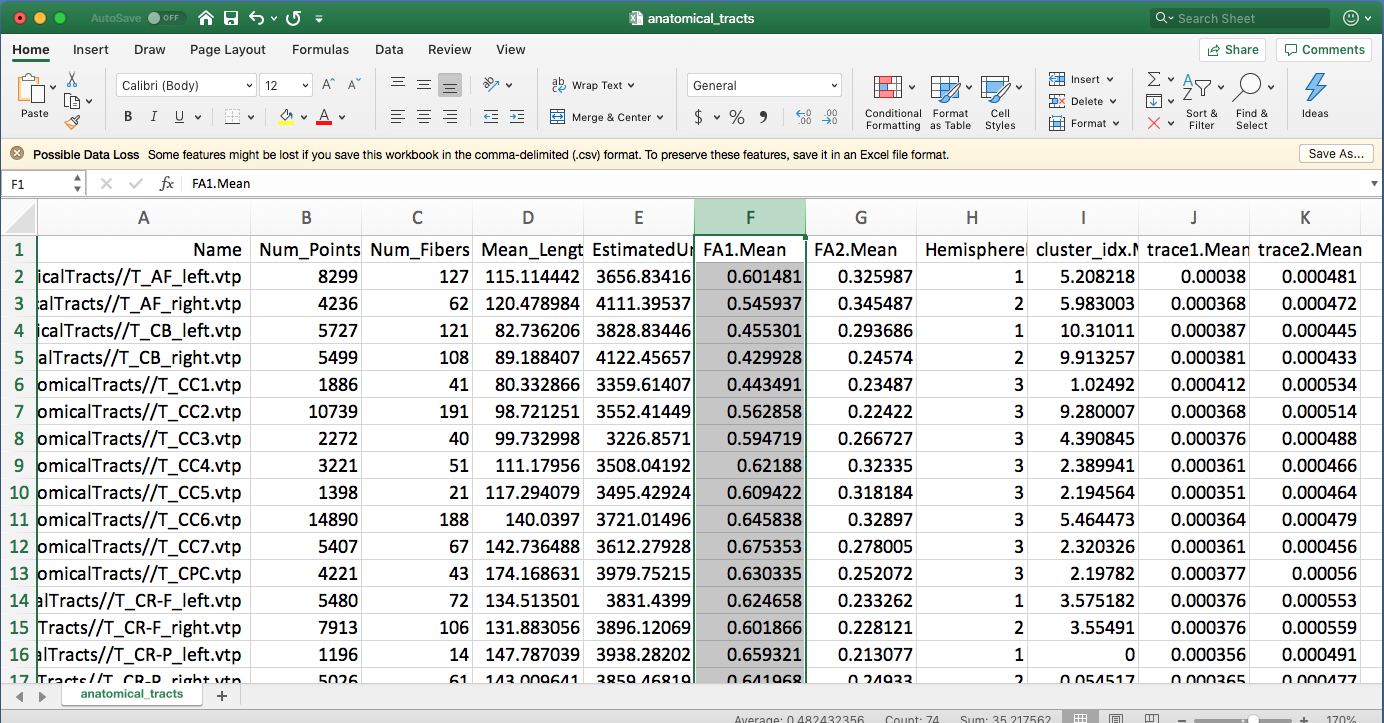 AutoSave OFF anatomical_tracts Search Sheet
Home Insert Draw Page Layout Formulas Data Review View Share Comments
Paste Calibri (Body) 12 A A B I U A ab Wrap Text Merge & Center General $ % Conditional Formatting Format as Table Cell Styles Insert Delete Format Sort & Filter Find & Select Ideas
Possible Data Loss Some features might be lost if you save this workbook in the comma-delimited (.csv) format. To preserve these features, save it in an Excel file format. Save As...
F1 fx FA1.Mean
A B C D E F G H I J K
1 Name Num_Points Num_Fibers Mean_Lengt EstimatedUn FA1.Mean FA2.Mean Hemisphere cluster_idx.M trace1.Mean trace2.Mean
2 icalTracts//T_AF_left.vtp 8299 127 115.114442 3656.83416 0.601481 0.325987 1 5.208218 0.00038 0.000481
3 alTracts//T_AF_right.vtp 4236 62 120.478984 4111.39537 0.545937 0.345487 2 5.983003 0.000368 0.000472
4 icalTracts//T_CB_left.vtp 5727 121 82.736206 3828.83446 0.455301 0.293686 1 10.31011 0.000387 0.000445
5 alTracts//T_CB_right.vtp 5499 108 89.188407 4122.45657 0.429928 0.24574 2 9.913257 0.000381 0.000433
6 omicalTracts//T_CC1.vtp 1886 41 80.332866 3359.61407 0.443491 0.23487 3 1.02492 0.000412 0.000534
7 omicalTracts//T_CC2.vtp 10739 191 98.721251 3552.41449 0.562858 0.22422 3 9.280007 0.000368 0.000514
8 omicalTracts//T_CC3.vtp 2272 40 99.732998 3226.8571 0.594719 0.266727 3 4.390845 0.000376 0.000488
9 omicalTracts//T_CC4.vtp 3221 51 111.17956 3508.04192 0.62188 0.32335 3 2.389941 0.000361 0.000466
10 omicalTracts//T_CC5.vtp 1398 21 117.294079 3495.42924 0.609422 0.318184 3 2.194564 0.000351 0.000464
11 omicalTracts//T_CC6.vtp 14890 188 140.0397 3721.01496 0.645838 0.32897 3 5.464473 0.000364 0.000479
12 omicalTracts//T_CC7.vtp 5407 67 142.736488 3612.27928 0.675353 0.278005 3 2.320326 0.000361 0.000456
13 omicalTracts//T_CPC.vtp 4221 43 174.168631 3979.75215 0.630335 0.252072 3 2.19782 0.000377 0.00056
14 alTracts//T_CR-F_left.vtp 5480 72 134.513501 3831.4399 0.624658 0.233262 1 3.575182 0.000376 0.000553
15 Tracts//T_CR-F_right.vtp 7913 106 131.883056 3896.12069 0.601866 0.228121 2 3.55491 0.000376 0.000559
16 alTracts//T_CR-P_left.vtp 1196 14 147.787039 3938.28202 0.659321 0.213077 1 0 0.000356 0.000491
17 Tracts//T_CR-P_right.vtp 5026 61 143.009641 3859.46819 0.641968 0.24933 2 0.054517 0.000365 0.000477
anatomical_tracts +
Average: 0.482432356 Count: 74 Sum: 35.217562 170%